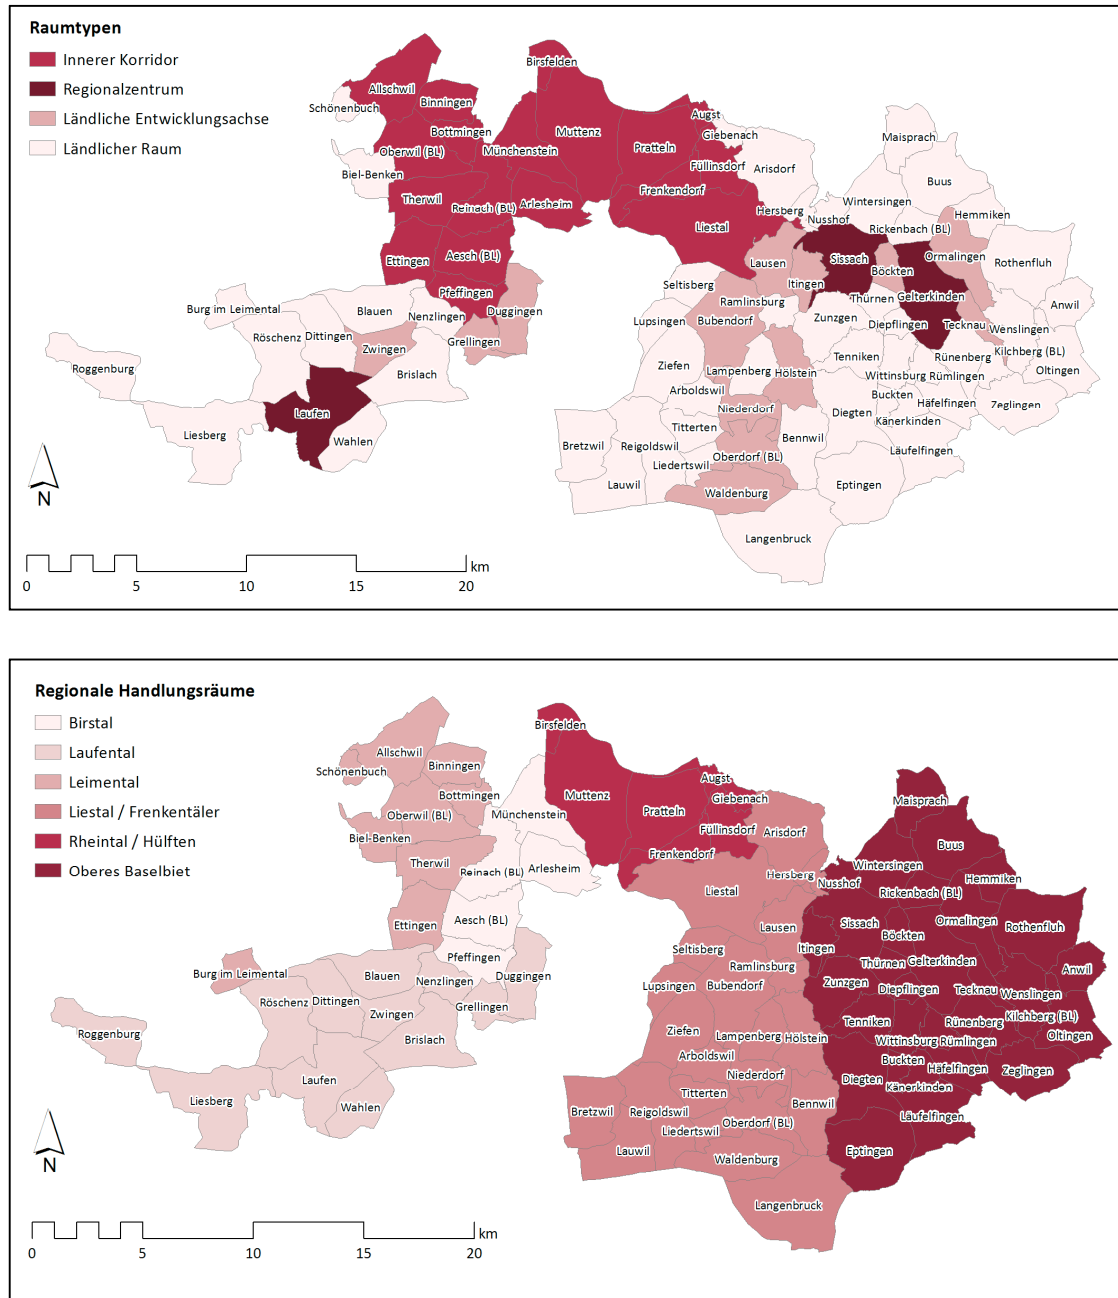 Raumtypen
Innerer Korridor
Regionalzentrum
Ländliche Entwicklungsachse
Ländlicher Raum
Birsfelden
Allschwil
Binningen
Schönenbuch
Augst
Bottmingen
Muttenz
Giebenach
Maisprach
Oberwil (BL)
Münchenstein
Pratteln
Füllinsdorf
Arisdorf
Biel-Benken
Buus
Frenkendorf
Therwil
Reinach (BL)
Arlesheim
Wintersingen
Hersberg
Nusshof
Hemmiken
Liestal
Rickenbach (BL)
Aesch (BL)
Ettingen
Lausen
Sissach
Böckten
Ormalingen
Rothenfluh
Seltisberg
Itingen
Pfeffingen
Thürnen
Gelterkinden
Ramlinsburg
Anwil
Burg im Leimental
Blauen
Nenzlingen
Duggingen
Lupsingen
Bubendorf
Zunzgen
Diepflingen
Tecknau
Wenslingen
Röschenz
Dittingen
Zwingen
Grellingen
Kilchberg (BL)
Tenniken
Rünenberg
Roggenburg
Brislach
Ziefen
Lampenberg
Hölstein
Wittinsburg
Rümlingen
Oltingen
Arboldswil
Buckten
Häfelfingen
Zeglingen
Laufen
Niederdorf
Diegten
Känerkinden
Liesberg
Wahlen
Titterten
Bretzwil
Reigoldswil
Bennwil
Läufelfingen
Liedertswil
Oberdorf (BL)
Lauwil
Waldenburg
Eptingen
Langenbruck
N
km
0 5 10 15 20
Regionale Handlungsräume
Birstal
Laufental
Leimental
Liestal / Frenkentäler
Rheintal / Hülften
Oberes Baselbiet
Birsfelden
Allschwil
Binningen
Schönenbuch
Augst
Bottmingen
Muttenz
Giebenach
Maisprach
Oberwil (BL)
Münchenstein
Pratteln
Füllinsdorf
Arisdorf
Biel-Benken
Buus
Frenkendorf
Therwil
Reinach (BL)
Arlesheim
Wintersingen
Hersberg
Nusshof
Hemmiken
Liestal
Rickenbach (BL)
Aesch (BL)
Ettingen
Lausen
Sissach
Böckten
Ormalingen
Rothenfluh
Seltisberg
Itingen
Pfeffingen
Thürnen
Gelterkinden
Ramlinsburg
Anwil
Burg im Leimental
Blauen
Nenzlingen
Duggingen
Lupsingen
Bubendorf
Zunzgen
Diepflingen
Tecknau
Wenslingen
Röschenz
Dittingen
Zwingen
Grellingen
Kilchberg (BL)
Tenniken
Rünenberg
Roggenburg
Brislach
Ziefen
Lampenberg
Hölstein
Wittinsburg
Rümlingen
Oltingen
Arboldswil
Buckten
Häfelfingen
Zeglingen
Laufen
Niederdorf
Diegten
Känerkinden
Liesberg
Wahlen
Titterten
Bretzwil
Reigoldswil
Bennwil
Läufelfingen
Liedertswil
Oberdorf (BL)
Lauwil
Waldenburg
Eptingen
Langenbruck
N
km
0 5 10 15 20